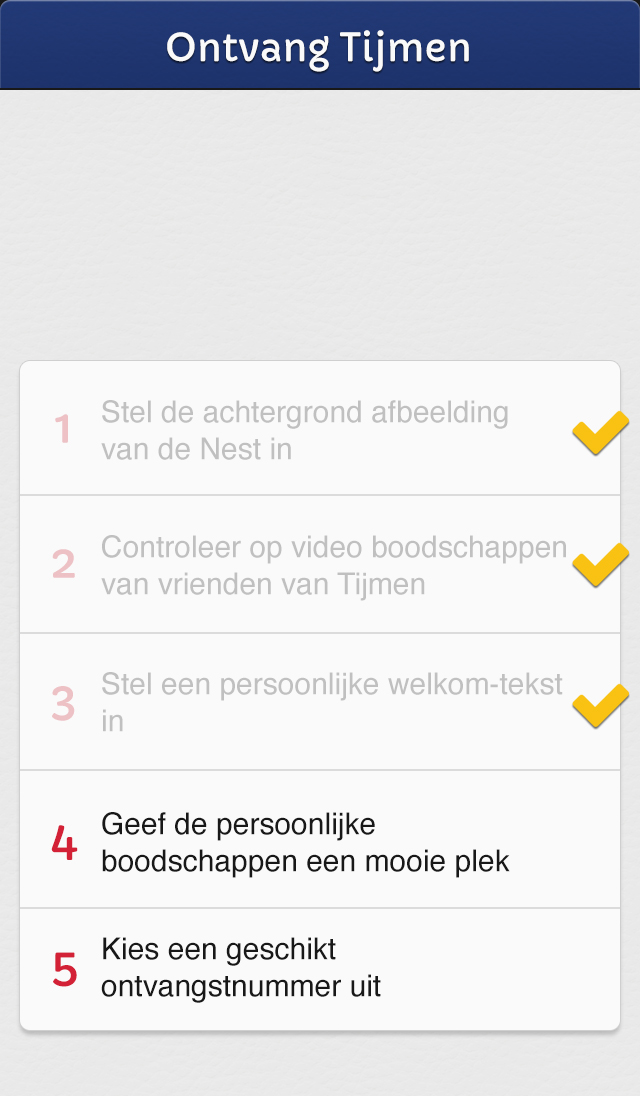 Ontvang Tijmen
1
Stel de achtergrond afbeelding
van de Nest in
2
Controleer op video boodschappen
van vrienden van Tijmen
3
Stel een persoonlijke welkom-tekst
in
4
Geef de persoonlijke
boodschappen een mooie plek
5
Kies een geschikt
ontvangstnummer uit